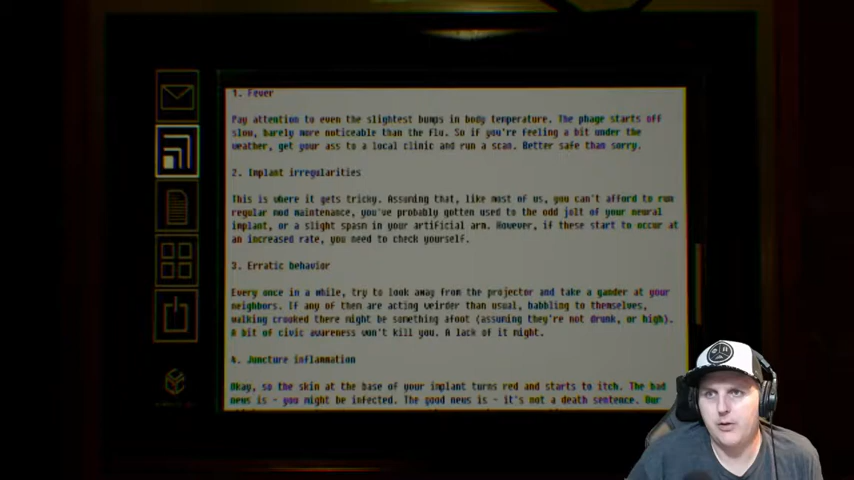 1. Fever
Pay attention to even the slightest bumps in body temperature. The phage starts off
slow, barely more noticeable than the flu. So if you're feeling a bit under the
weather, get your ass to a local clinic and run a scan. Better safe than sorry.
2. Implant irregularities
This is where it gets tricky. Assuming that, like most of us, you can't afford to run
regular mod maintenance, you've probably gotten used to the odd jolt of your neural
implant, or a slight spasm in your artificial arm. However, if these start to occur at
an increased rate, you need to check yourself.
3. Erratic behavior
Every once in a while, try to look away from the projector and take a gander at your
neighbors. If any of them are acting weirder than usual, babbling to themselves,
walking crooked there might be something afoot (assuming they're not drunk, or high).
A bit of civic awareness won't kill you. A lack of it might.
4. Juncture inflammation
Okay, so the skin at the base of your implant turns red and starts to itch. The bad
news is - you might be infected. The good news is - it's not a death sentence. Our